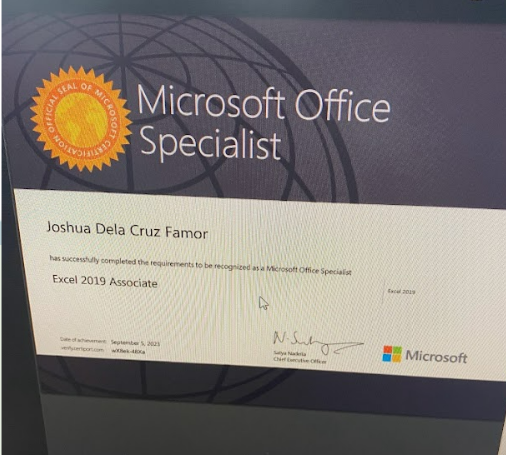 OFFICIAL SEAL OF MICROSOFT CERTIFICATION
Microsoft Office
Specialist
Joshua Dela Cruz Famor
has successfully completed the requirements to be recognized as a Microsoft Office Specialist
Excel 2019 Associate
Excel 2019
Date of achievement: September 5, 2023
verify.certiport.com
Satya Nadella
Chief Executive Officer
Microsoft